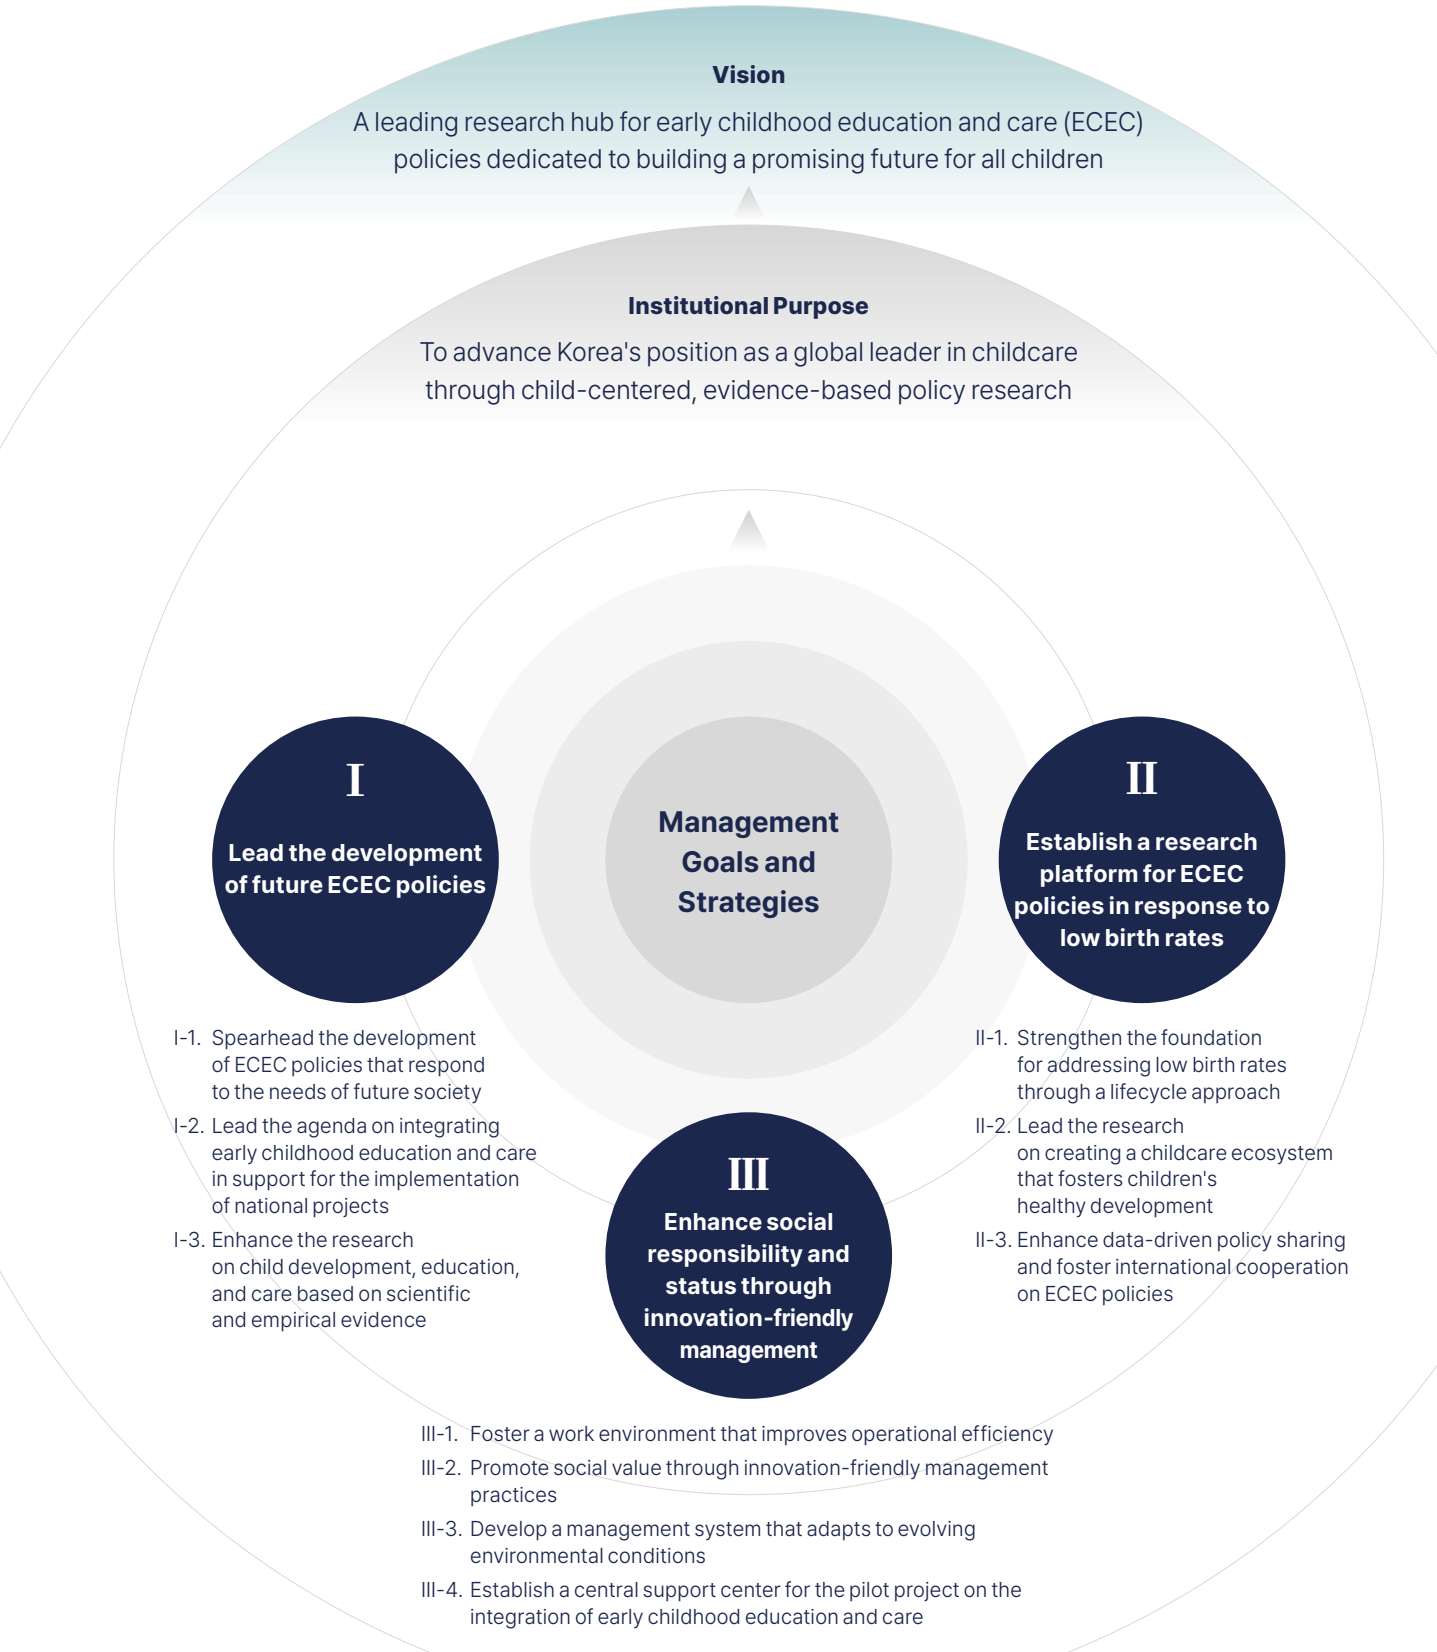 Vision
A leading research hub for early childhood education and care (ECEC)
policies dedicated to building a promising future for all children
Institutional Purpose
To advance Korea's position as a global leader in childcare
through child-centered, evidence-based policy research
Management
Goals and
Strategies
I
Lead the development
of future ECEC policies
I-1. Spearhead the development
of ECEC policies that respond
to the needs of future society
I-2. Lead the agenda on integrating
early childhood education and care
in support for the implementation
of national projects
I-3. Enhance the research
on child development, education,
and care based on scientific
and empirical evidence
II
Establish a research
platform for ECEC
policies in response to
low birth rates
II-1. Strengthen the foundation
for addressing low birth rates
through a lifecycle approach
II-2. Lead the research
on creating a childcare ecosystem
that fosters children's
healthy development
II-3. Enhance data-driven policy sharing
and foster international cooperation
on ECEC policies
III
Enhance social
responsibility and
status through
innovation-friendly
management
III-1. Foster a work environment that improves operational efficiency
III-2. Promote social value through innovation-friendly management
practices
III-3. Develop a management system that adapts to evolving
environmental conditions
III-4. Establish a central support center for the pilot project on the
integration of early childhood education and care